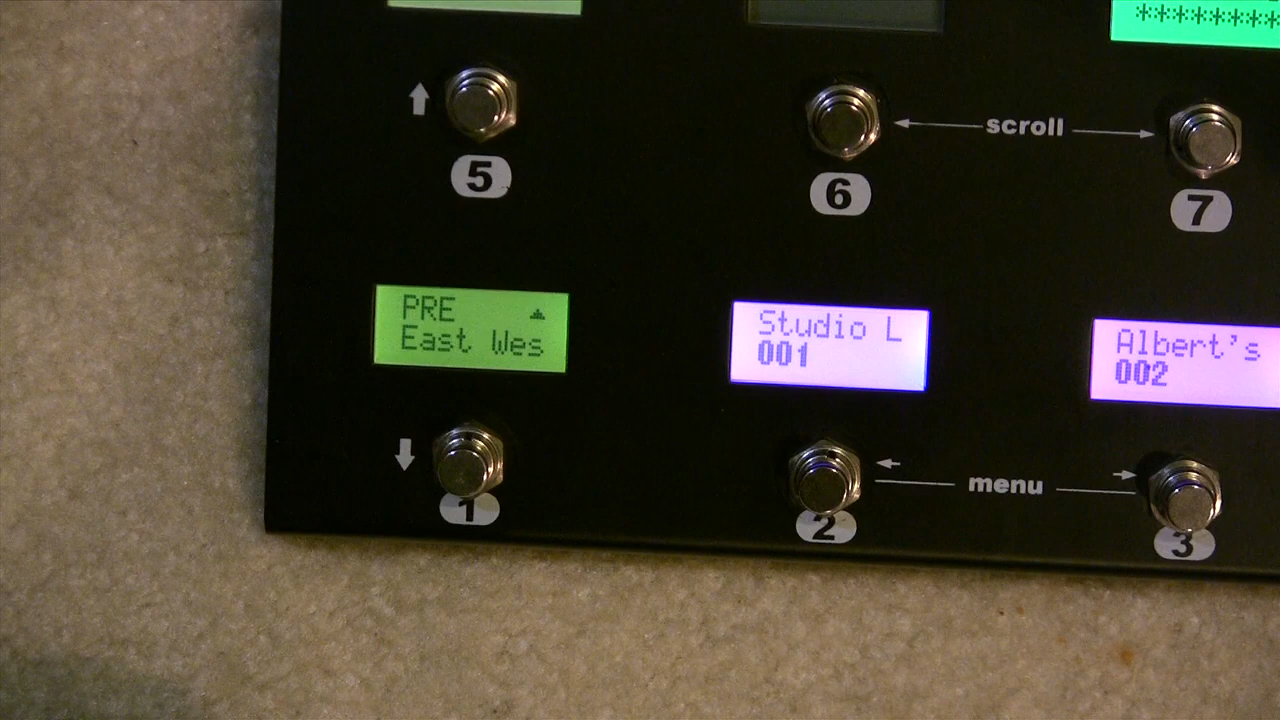 ********
scroll
5
6
7
PRE
East Wes
Studio L
001
Albert's
002
menu
1
2
3